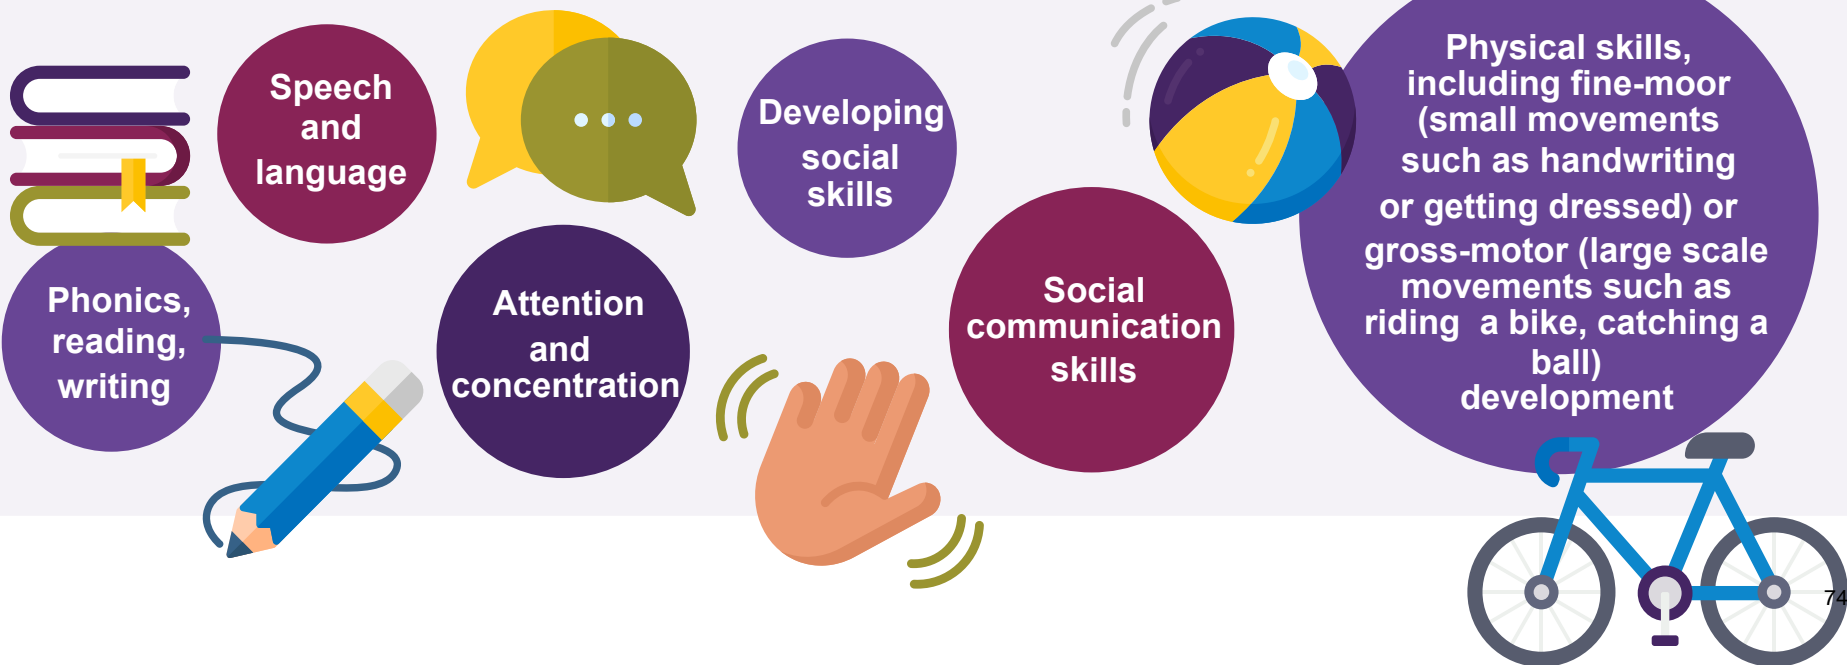 Speech
and
language
Developing
social
skills
Physical skills,
including fine-moor
(small movements
such as handwriting
or getting dressed) or
gross-motor (large scale
movements such as
riding  a bike, catching a
ball)
development
Phonics,
reading,
writing
Attention
and
concentration
Social
communication
skills
74